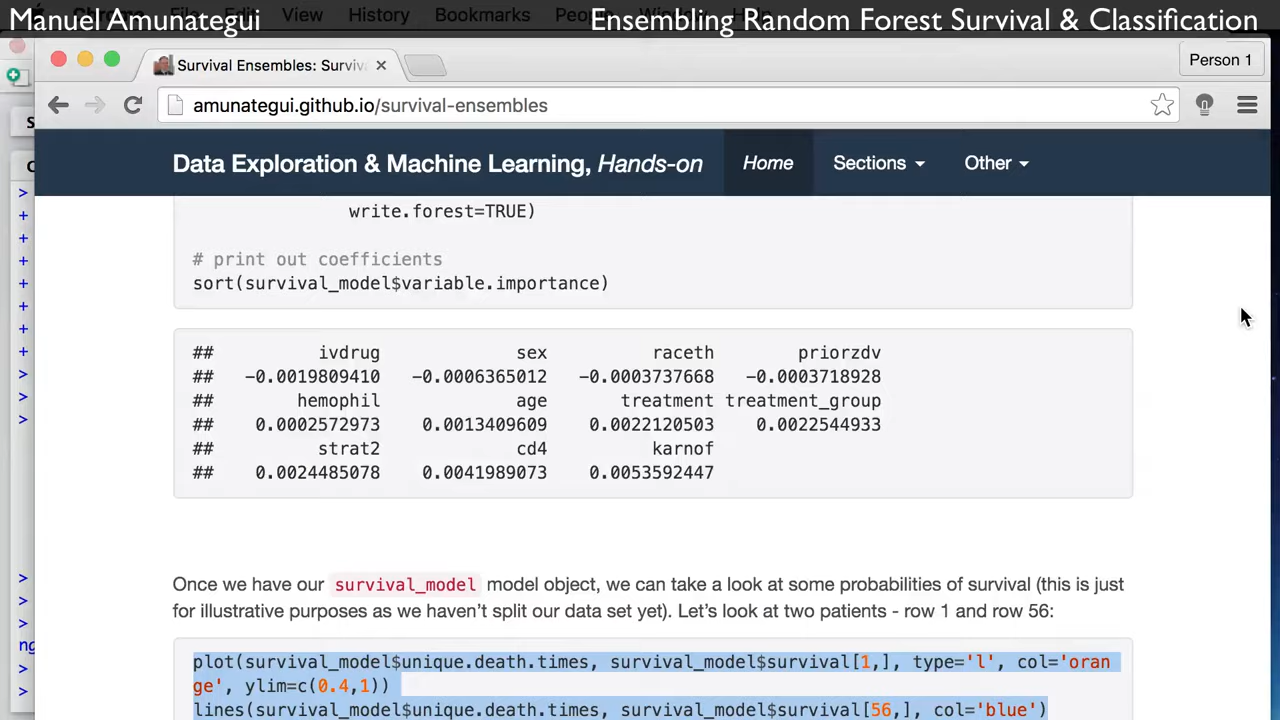 Manuel Amunategui
Ensembling Random Forest Survival & Classification
View History Bookmarks
Survival Ensembles: Surviv
Person 1
amunategui.github.io/survival-ensembles
Data Exploration & Machine Learning, Hands-on Home Sections Other
write.forest=TRUE)
# print out coefficients
sort(survival_model$variable.importance)
## ivdrug sex raceth priorzdv
## -0.0019809410 -0.0006365012 -0.0003737668 -0.0003718928
## hemophil age treatment treatment_group
## 0.0002572973 0.0013409609 0.0022120503 0.0022544933
## strat2 cd4 karnof
## 0.0024485078 0.0041989073 0.0053592447
Once we have our survival_model model object, we can take a look at some probabilities of survival (this is just
for illustrative purposes as we haven't split our data set yet). Let's look at two patients - row 1 and row 56:
plot(survival_model$unique.death.times, survival_model$survival[1,], type='l', col='oran
ge', ylim=c(0.4,1))
lines(survival_model$unique.death.times, survival_model$survival[56,], col='blue')